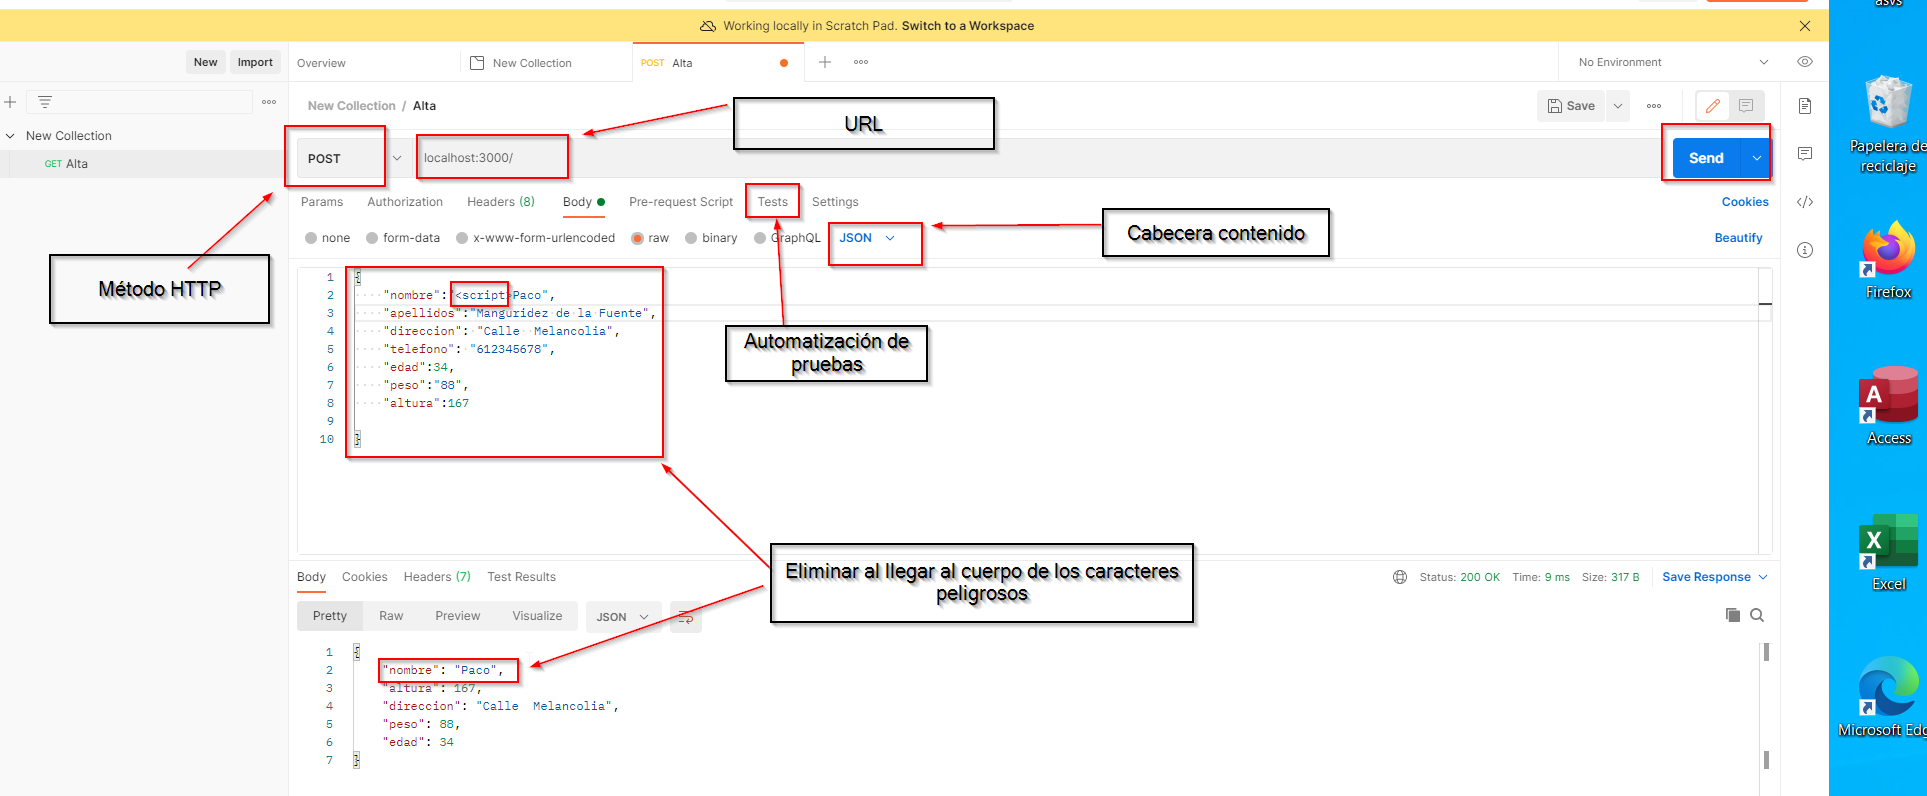 asvs
Working locally in Scratch Pad. Switch to a Workspace
New
Import
Overview
New Collection
POST Alta
No Environment
New Collection / Alta
Save
URL
New Collection
GET Alta
POST
localhost:3000/
Send
Papelera de
reciclaje
Params
Authorization
Headers (8)
Body
Pre-request Script
Tests
Settings
Cookies
none
form-data
x-www-form-urlencoded
raw
binary
GraphQL
JSON
Beautify
Cabecera contenido
Método HTTP
Firefox
1 {
2 "nombre":"<script>Paco",
3 "apellidos":"Manguridez de la Fuente",
4 "direccion": "Calle  Melancolia",
5 "telefono": "612345678",
6 "edad":34,
7 "peso":"88",
8 "altura":167
9
10 }
Automatización de
pruebas
Access
Eliminar al llegar al cuerpo de los caracteres
peligrosos
Excel
Body
Cookies
Headers (7)
Test Results
Status: 200 OK
Time: 9 ms
Size: 317 B
Save Response
Pretty
Raw
Preview
Visualize
JSON
1 {
2 "nombre": "Paco",
3 "altura": 167,
4 "direccion": "Calle  Melancolia",
5 "peso": 88,
6 "edad": 34
7 }
Microsoft Edg